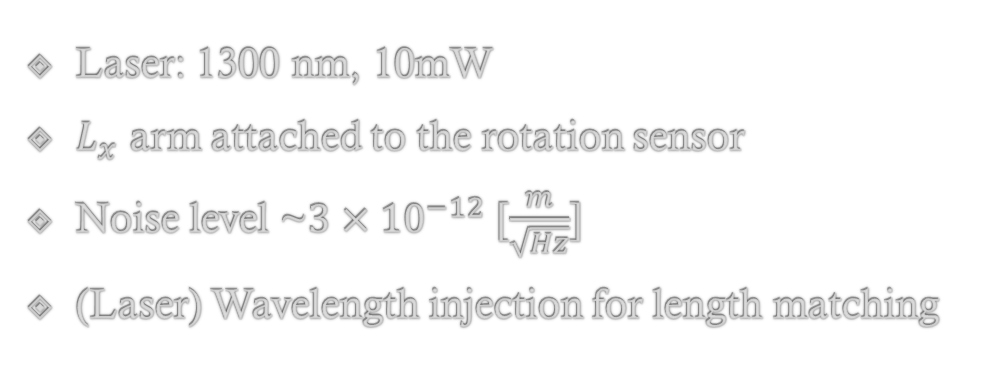 ❖ Laser: 1300 nm, 10mW
❖ Lₓ arm attached to the rotation sensor
❖ Noise level ~3 × 10⁻¹² [m/√Hz]
❖ (Laser) Wavelength injection for length matching